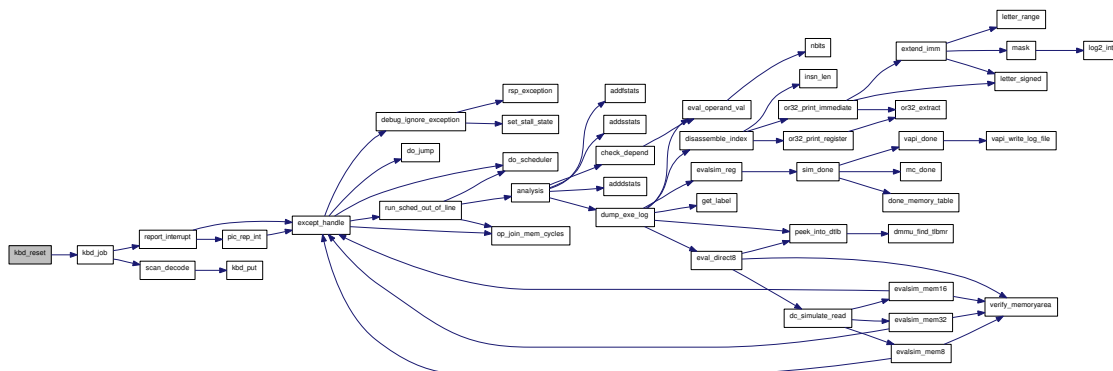 kbd_reset
kbd_job
report_interrupt
scan_decode
pic_rep_int
kbd_put
except_handle
debug_ignore_exception
do_jump
run_sched_out_of_line
rsp_exception
set_stall_state
do_scheduler
analysis
op_join_mem_cycles
addfstats
addsstats
check_depend
adddstats
dump_exe_log
eval_operand_val
disassemble_index
evalsim_reg
get_label
eval_direct8
nbits
insn_len
or32_print_immediate
or32_print_register
sim_done
peek_into_dtlb
dc_simulate_read
extend_imm
or32_extract
vapi_done
mc_done
done_memory_table
dmmu_find_tlbmr
evalsim_mem16
evalsim_mem32
evalsim_mem8
letter_range
mask
letter_signed
vapi_write_log_file
verify_memoryarea
log2_int